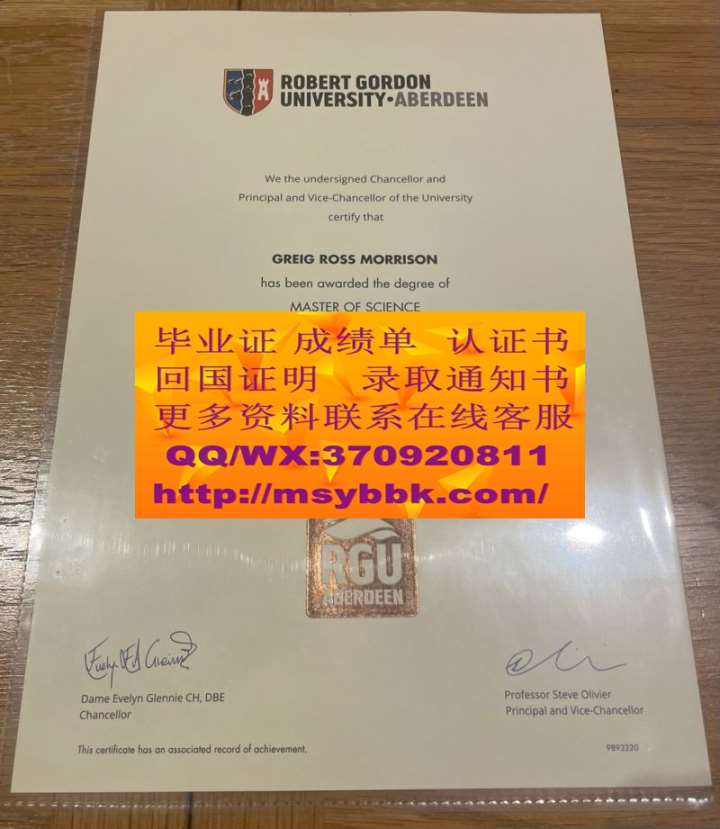 ROBERT GORDON
UNIVERSITY•ABERDEEN
We the undersigned Chancellor and
Principal and Vice-Chancellor of the University
certify that
GREIG ROSS MORRISON
has been awarded the degree of
MASTER OF SCIENCE
毕业证 成绩单 认证书
回国证明 录取通知书
更多资料联系在线客服
QQ/WX:370920811
http://msybbk.com/
RGU
ABERDEEN
Dame Evelyn Glennie CH, DBE
Chancellor
Professor Steve Olivier
Principal and Vice-Chancellor
This certificate has an associated record of achievement.
9893220